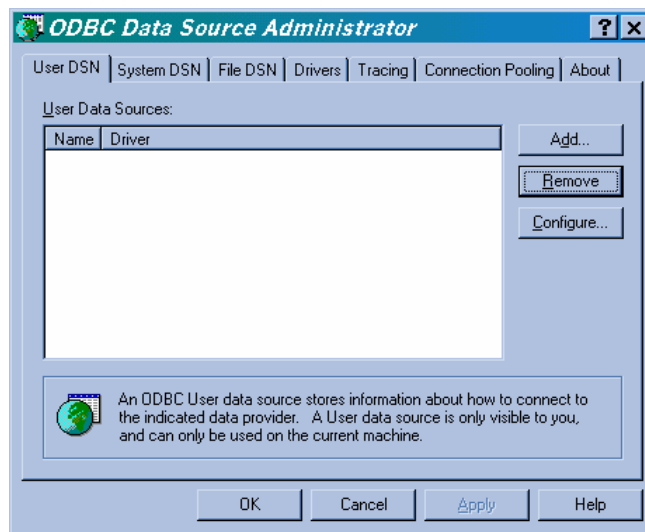 ODBC Data Source Administrator
User DSN System DSN File DSN Drivers Tracing Connection Pooling About
User Data Sources:
Name Driver
Add...
Remove
Configure...
An ODBC User data source stores information about how to connect to
the indicated data provider. A User data source is only visible to you,
and can only be used on the current machine.
OK Cancel Apply Help